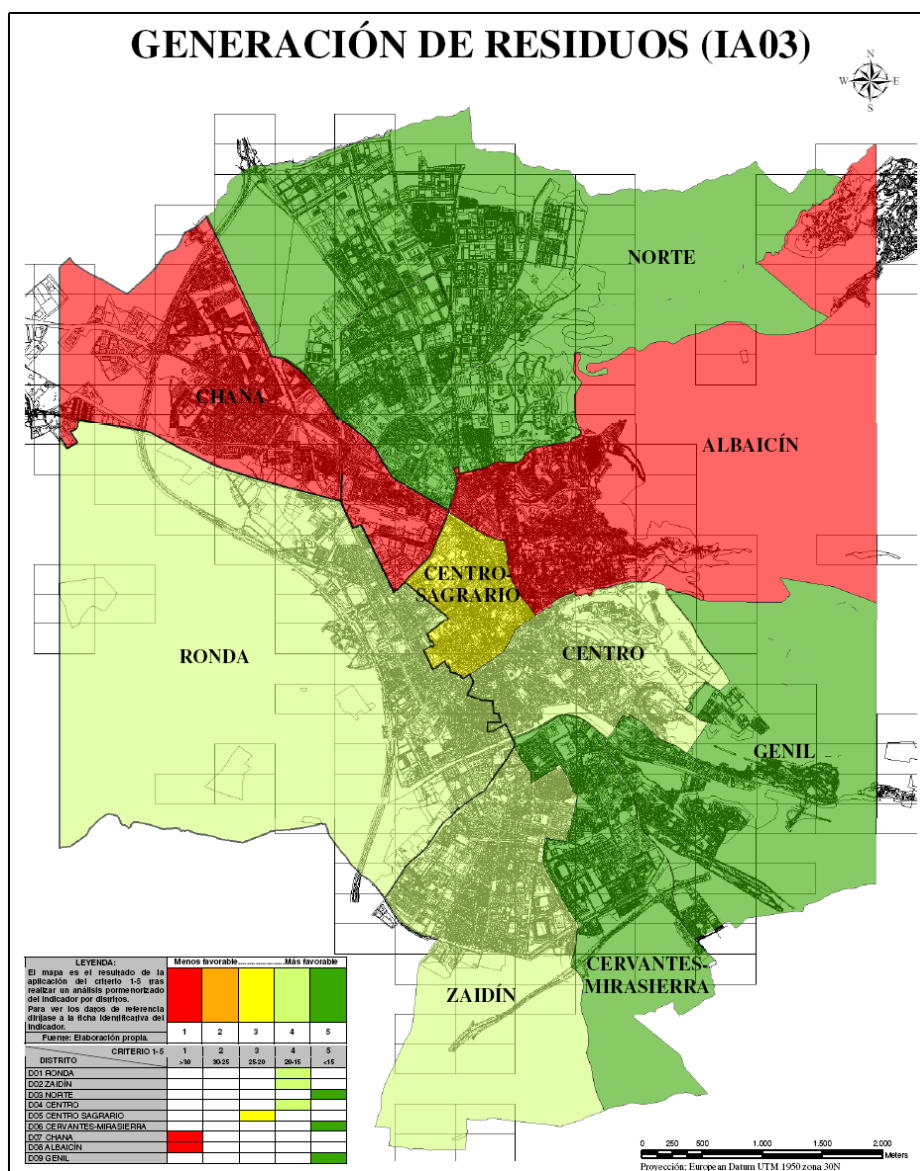 GENERACIÓN DE RESIDUOS (IA03)
N
W E
S
NORTE
CHANA
ALBAICÍN
CENTRO-
SAGRARIO
RONDA
CENTRO
GENIL
CERVANTES-
MIRASIERRA
ZAIDÍN
LEYENDA:
El mapa es el resultado de la
aplicación del criterio 1-5 tras
realizar un análisis pormenorizado
del indicador por distritos.
Para ver los datos de referencia
diríjase a la ficha identificativa del
indicador.
Fuente: Elaboración propia.
Menos favorable..................Más favorable
1 2 3 4 5
CRITERIO 1-5 1 2 3 4 5
DISTRITO >30 30-25 25-20 20-15 <15
D01 RONDA
D02 ZAIDÍN
D03 NORTE
D04 CENTRO
D05 CENTRO SAGRARIO
D06 CERVANTES-MIRASIERRA
D07 CHANA
D08 ALBAICÍN
D09 GENIL
0 250 500 1.000 1.500 2.000
Meters
Proyección: European Datum UTM 1950 zona 30N